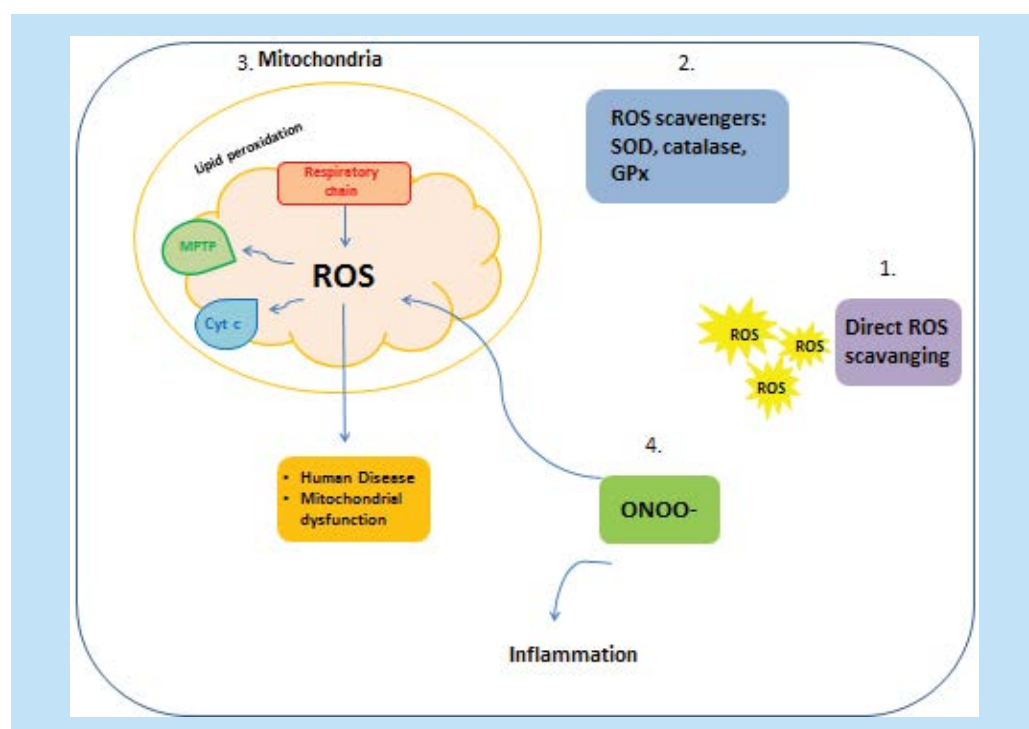 3. Mitochondria
Lipid peroxidation
Respiratory
chain
MPTP
ROS
Cyt c
• Human Disease
• Mitochondrial
dysfunction
2.
ROS scavengers:
SOD, catalase,
GPx
1.
Direct ROS
scavanging
ROS
ROS
ROS
4.
ONOO-
Inflammation